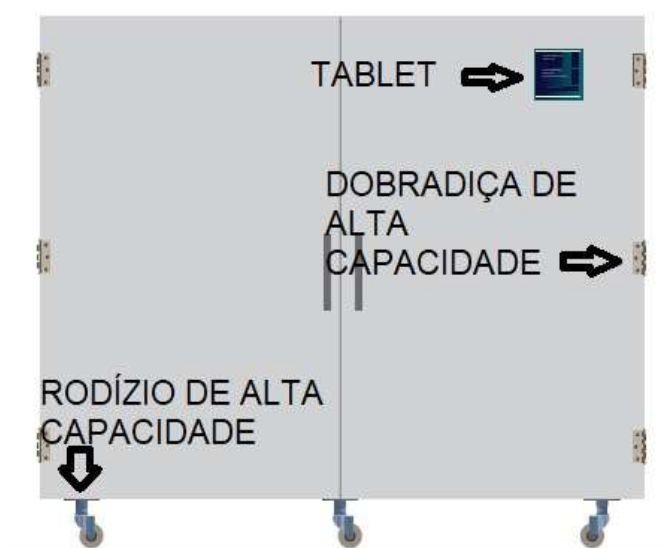 TABLET
DOBRADIÇA DE
ALTA
CAPACIDADE
RODÍZIO DE ALTA
CAPACIDADE